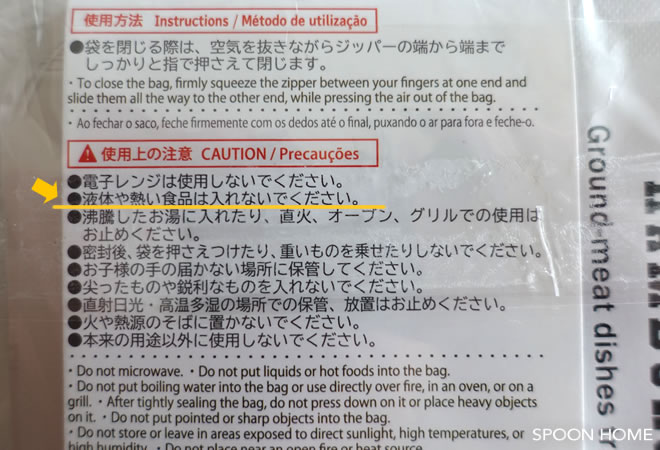 使用方法 Instructions / Método de utilização
●袋を閉じる際は、空気を抜きながらジッパーの端から端まで
しっかりと指で押さえて閉じます。
・To close the bag, firmly squeeze the zipper between your fingers at one end and
slide them all the way to the other end, while pressing the air out of the bag.
・Ao fechar o saco, feche firmemente com os dedos até o final, puxando o ar para fora e feche-o.
使用上の注意 CAUTION / Precauções
●電子レンジは使用しないでください。
●液体や熱い食品は入れないでください。
●沸騰したお湯に入れたり、直火、オーブン、グリルでの使用は
お止めください。
●密封後、袋を押さえつけたり、重いものを乗せたりしないでください。
●お子様の手の届かない場所に保管してください。
●尖ったものや鋭利なものを入れないでください。
●直射日光・高温多湿の場所での保管、放置はお止めください。
●火や熱源のそばに置かないでください。
●本来の用途以外に使用しないでください。
・Do not microwave. ・Do not put liquids or hot foods into the bag.
・Do not put boiling water into the bag or use directly over fire, in an oven, or on a
grill. ・After tightly sealing the bag, do not press down on it or place heavy objects
on it. ・Do not put pointed or sharp objects into the bag.
・Do not store or leave in areas exposed to direct sunlight, high temperatures, or
high humidity. ・Do not place near an open fire or heat source.
Ground-meat dishes
SPOON HOME